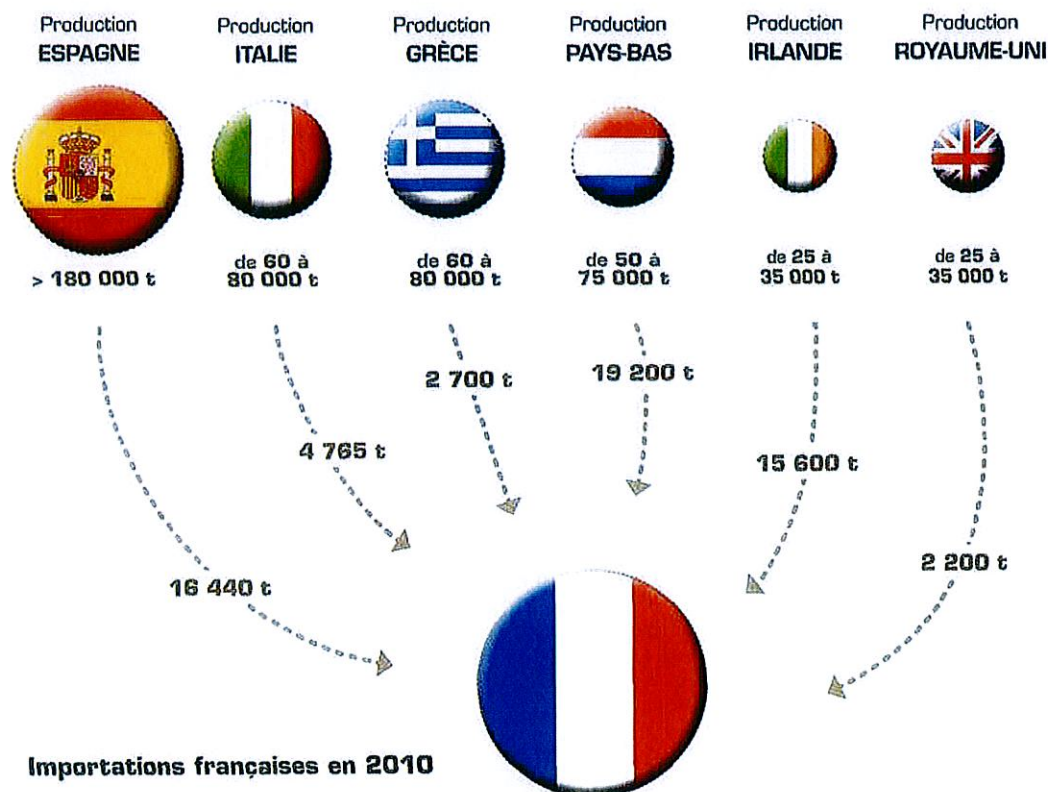 Production
ESPAGNE
Production
ITALIE
Production
GRÈCE
Production
PAYS-BAS
Production
IRLANDE
Production
ROYAUME-UNI
> 180 000 t
de 60 à
80 000 t
de 60 à
80 000 t
de 50 à
75 000 t
de 25 à
35 000 t
de 25 à
35 000 t
2 700 t
19 200 t
4 765 t
15 600 t
16 440 t
2 200 t
Importations françaises en 2010